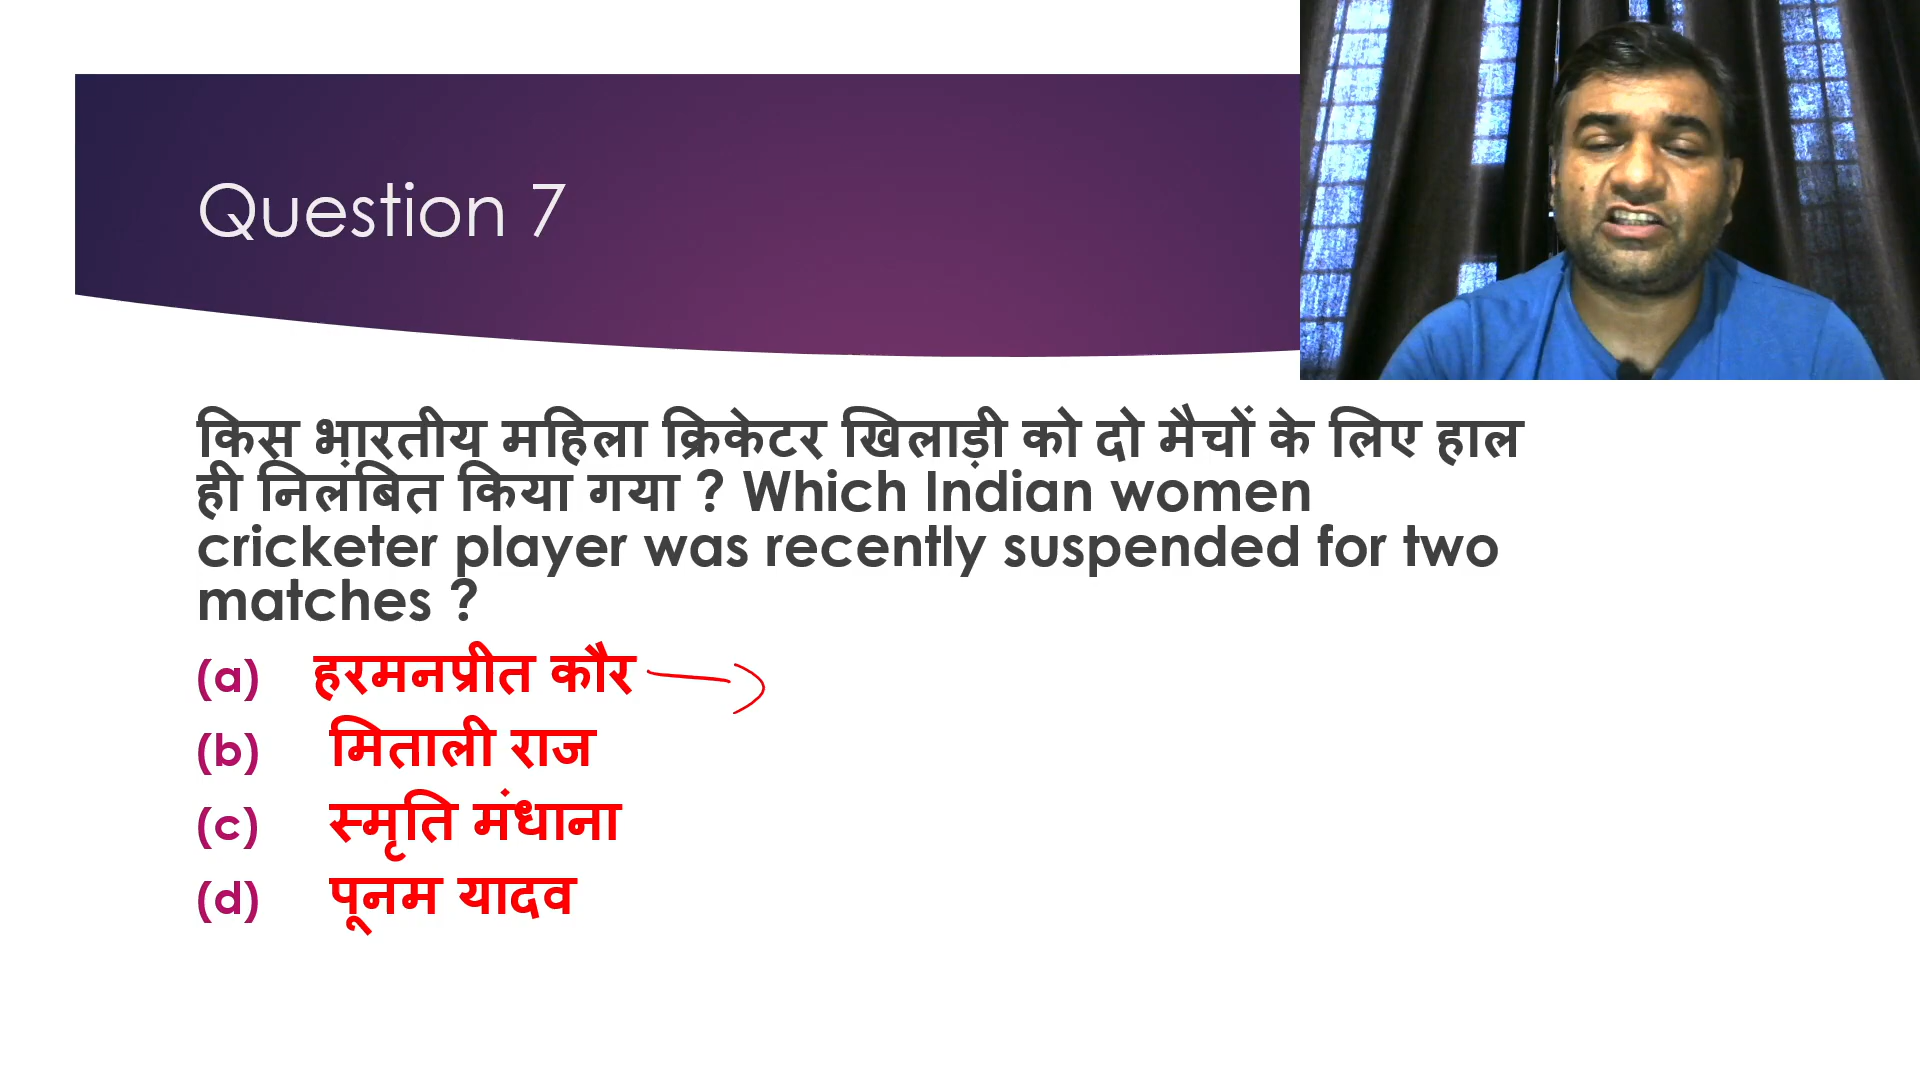 Question 7
किस भारतीय महिला क्रिकेटर खिलाड़ी को दो मैचों के लिए हाल
ही निलंबित किया गया ? Which Indian women
cricketer player was recently suspended for two
matches ?
(a) हरमनप्रीत कौर
(b) मिताली राज
(c) स्मृति मंधाना
(d) पूनम यादव